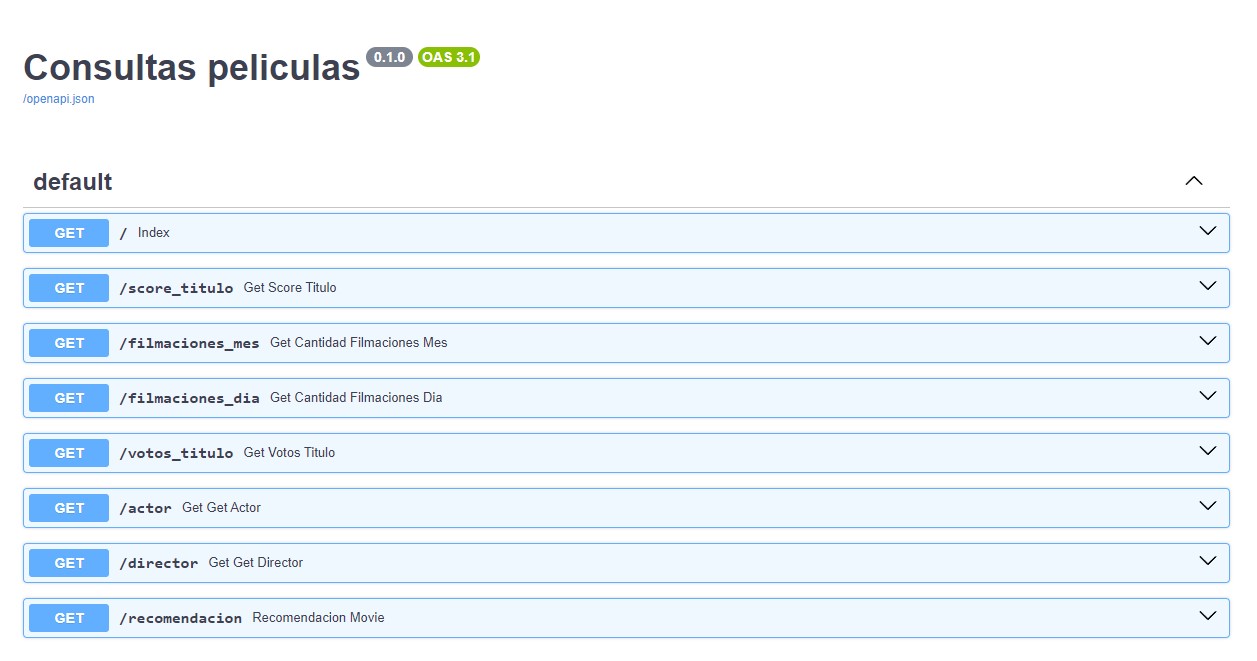 Consultas peliculas 0.1.0 OAS 3.1
/openapi.json
default
GET / Index
GET /score_titulo Get Score Titulo
GET /filmaciones_mes Get Cantidad Filmaciones Mes
GET /filmaciones_dia Get Cantidad Filmaciones Dia
GET /votos_titulo Get Votos Titulo
GET /actor Get Get Actor
GET /director Get Get Director
GET /recomendacion Recomendacion Movie